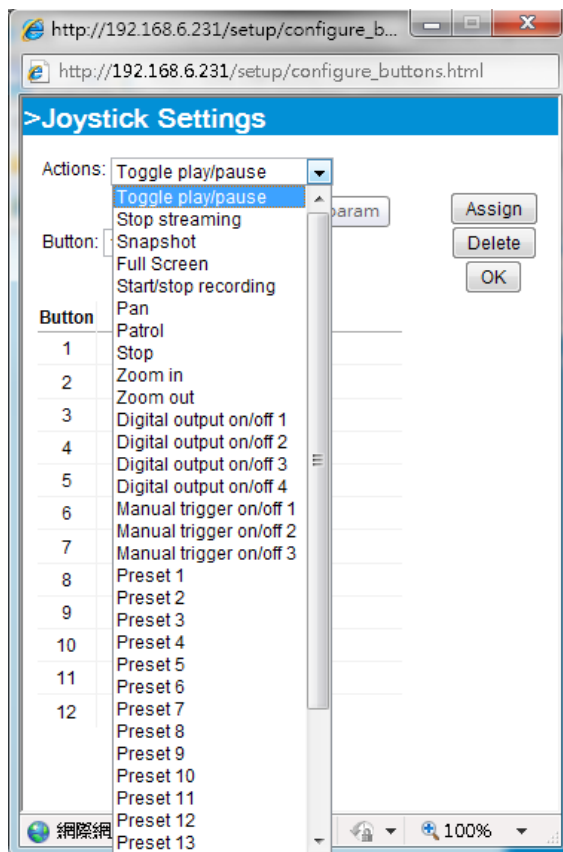 http://192.168.6.231/setup/configure_b...
http://192.168.6.231/setup/configure_buttons.html
>Joystick Settings
Actions: Toggle play/pause
Toggle play/pause
param
Assign
Stop streaming
Button:
Snapshot
Delete
Full Screen
OK
Start/stop recording
Button
Pan
Patrol
1
Stop
2
Zoom in
Zoom out
3
Digital output on/off 1
4
Digital output on/off 2
Digital output on/off 3
5
Digital output on/off 4
6
Manual trigger on/off 1
Manual trigger on/off 2
7
Manual trigger on/off 3
8
Preset 1
Preset 2
9
Preset 3
10
Preset 4
Preset 5
11
Preset 6
12
Preset 7
Preset 8
Preset 9
Preset 10
Preset 11
Preset 12
Preset 13
網際網
100%